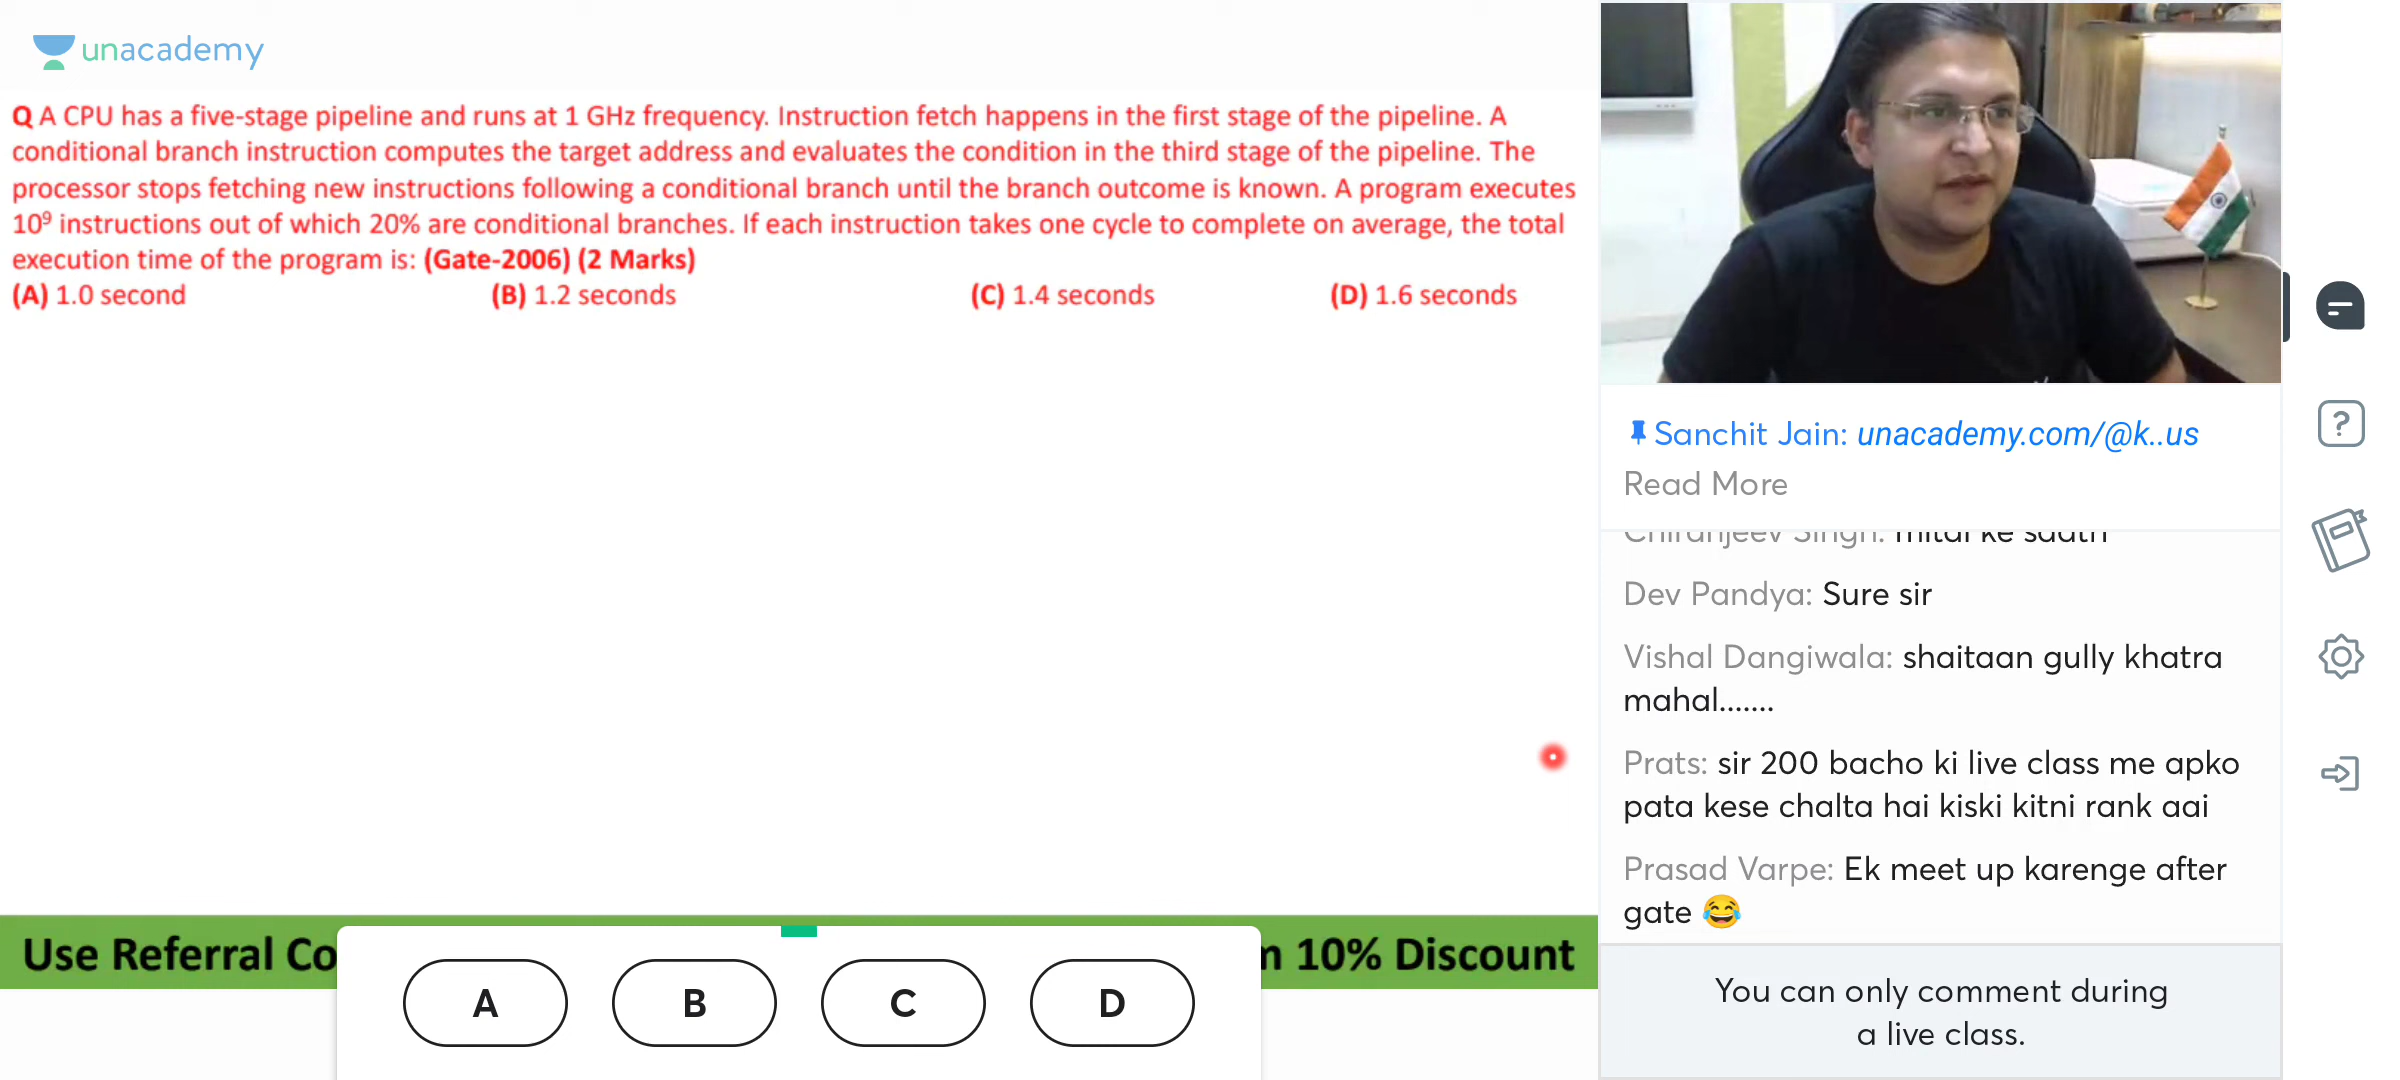 unacademy
Q A CPU has a five-stage pipeline and runs at 1 GHz frequency. Instruction fetch happens in the first stage of the pipeline. A
conditional branch instruction computes the target address and evaluates the condition in the third stage of the pipeline. The
processor stops fetching new instructions following a conditional branch until the branch outcome is known. A program executes
10⁹ instructions out of which 20% are conditional branches. If each instruction takes one cycle to complete on average, the total
execution time of the program is: (Gate-2006) (2 Marks)
(A) 1.0 second (B) 1.2 seconds (C) 1.4 seconds (D) 1.6 seconds
Use Referral Co
10% Discount
A B C D
Sanchit Jain: unacademy.com/@k..us
Read More
Chiranjeev Singh: mital ke saath
Dev Pandya: Sure sir
Vishal Dangiwala: shaitaan gully khatra
mahal.......
Prats: sir 200 bacho ki live class me apko
pata kese chalta hai kiski kitni rank aai
Prasad Varpe: Ek meet up karenge after
gate 😂
You can only comment during
a live class.
?